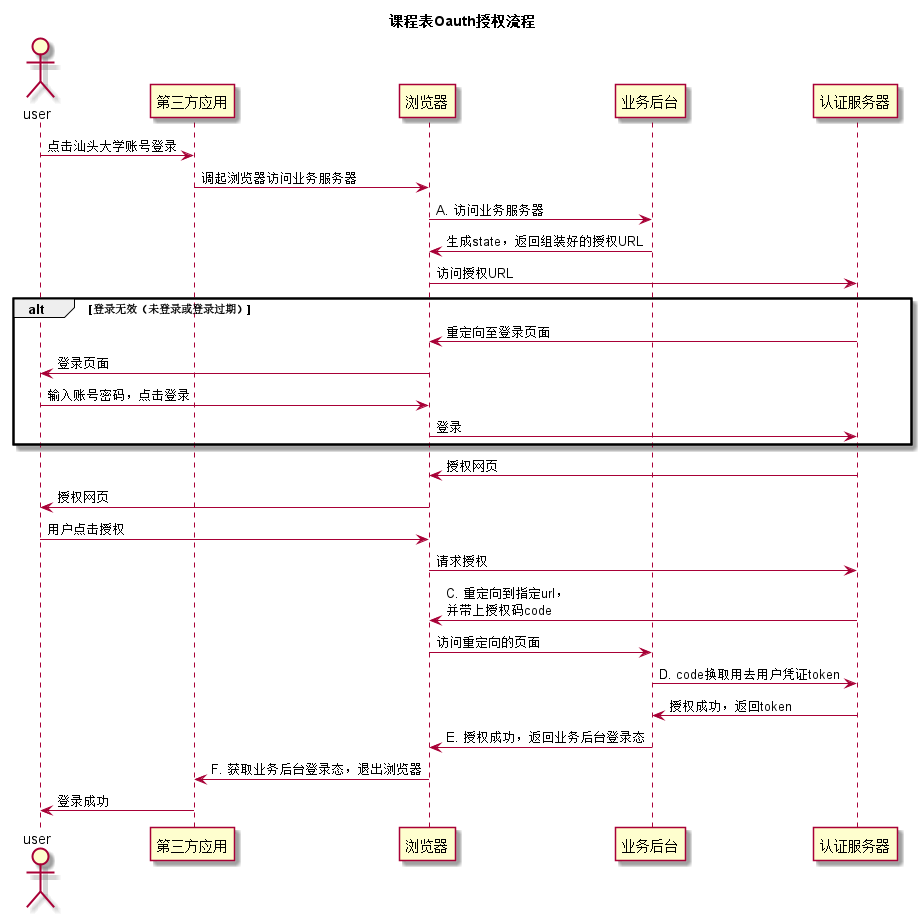 课程表Oauth授权流程
user
第三方应用
浏览器
业务后台
认证服务器
点击汕头大学账号登录
调起浏览器访问业务服务器
A. 访问业务服务器
生成state，返回组装好的授权URL
访问授权URL
alt [登录无效（未登录或登录过期）]
重定向至登录页面
登录页面
输入账号密码，点击登录
登录
授权网页
授权网页
用户点击授权
请求授权
C. 重定向到指定url，
并带上授权码code
访问重定向的页面
D. code换取用去用户凭证token
授权成功，返回token
E. 授权成功，返回业务后台登录态
F. 获取业务后台登录态，退出浏览器
登录成功
user
第三方应用
浏览器
业务后台
认证服务器